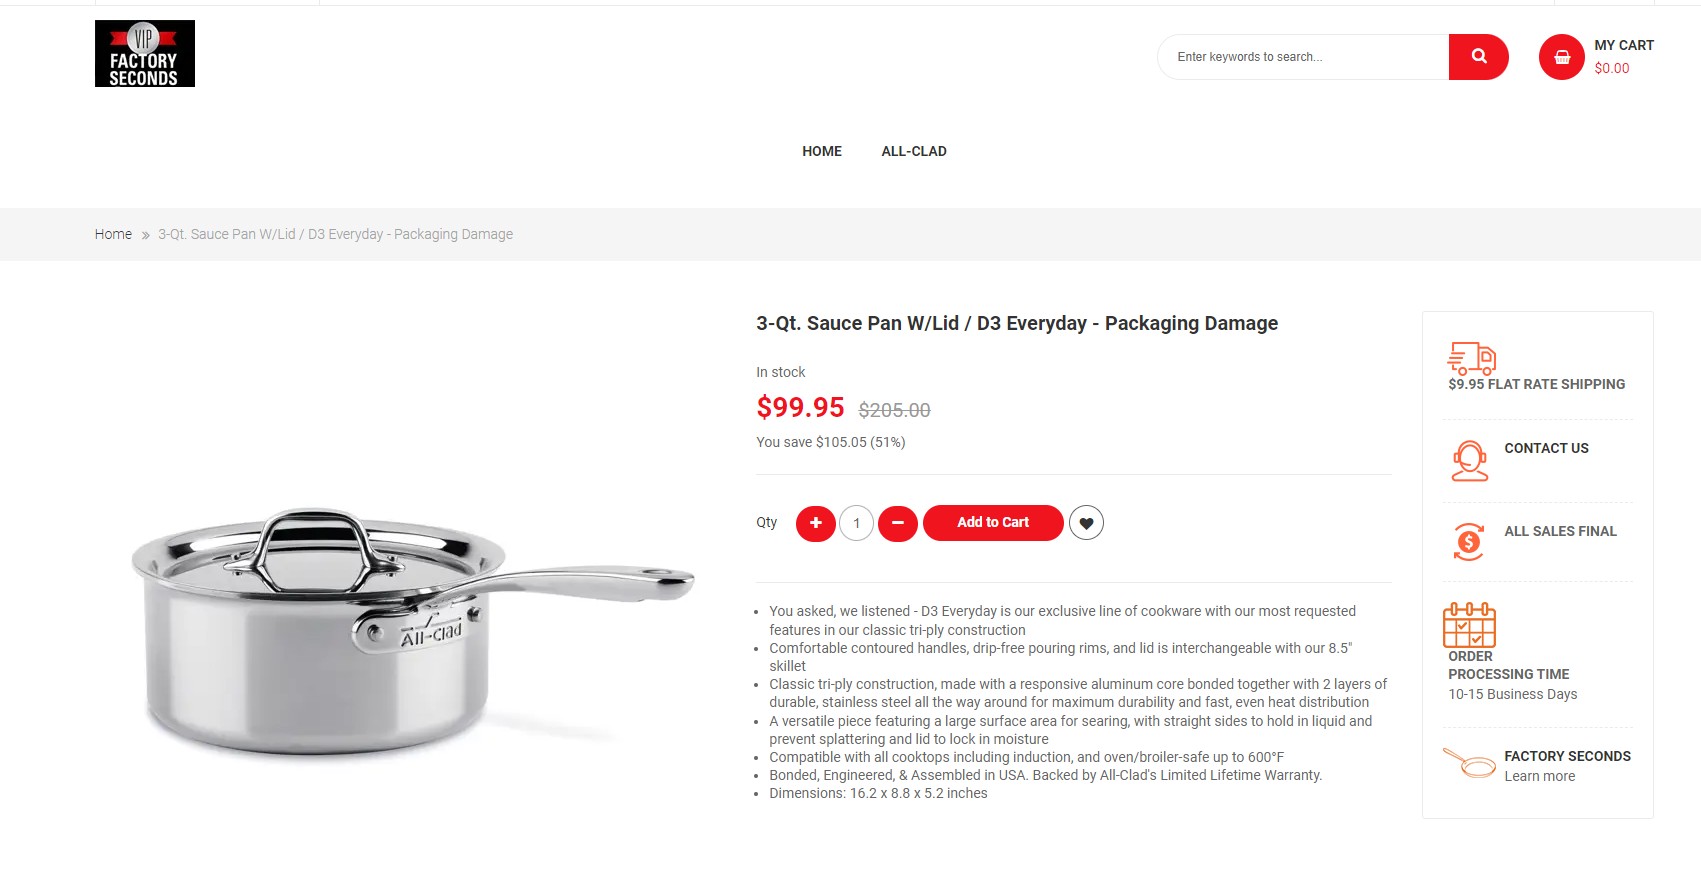 VIP
FACTORY
SECONDS
Enter keywords to search...
MY CART
$0.00
HOME
ALL-CLAD
Home » 3-Qt. Sauce Pan W/Lid / D3 Everyday - Packaging Damage
3-Qt. Sauce Pan W/Lid / D3 Everyday - Packaging Damage
In stock
$99.95 $205.00
You save $105.05 (51%)
Qty + 1 − Add to Cart
• You asked, we listened - D3 Everyday is our exclusive line of cookware with our most requested
features in our classic tri-ply construction
• Comfortable contoured handles, drip-free pouring rims, and lid is interchangeable with our 8.5"
skillet
• Classic tri-ply construction, made with a responsive aluminum core bonded together with 2 layers of
durable, stainless steel all the way around for maximum durability and fast, even heat distribution
• A versatile piece featuring a large surface area for searing, with straight sides to hold in liquid and
prevent splattering and lid to lock in moisture
• Compatible with all cooktops including induction, and oven/broiler-safe up to 600°F
• Bonded, Engineered, & Assembled in USA. Backed by All-Clad's Limited Lifetime Warranty.
• Dimensions: 16.2 x 8.8 x 5.2 inches
All-Clad
$9.95 FLAT RATE SHIPPING
CONTACT US
$
ALL SALES FINAL
ORDER
PROCESSING TIME
10-15 Business Days
FACTORY SECONDS
Learn more